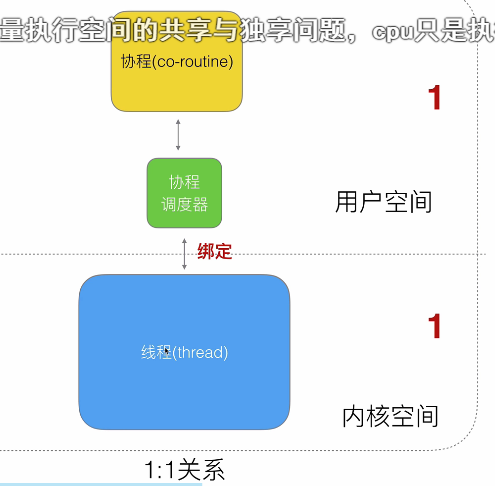 量执行空间的共享与独享问题，cpu只是执
协程(co-routine)
1
协程
调度器
用户空间
绑定
线程(thread)
1
内核空间
1:1关系